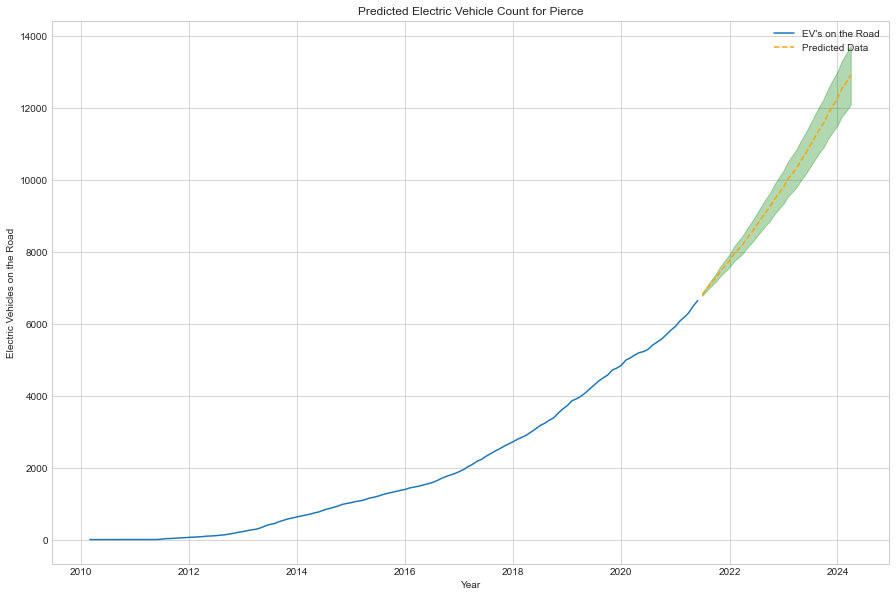 Predicted Electric Vehicle Count for Pierce
EV's on the Road
Predicted Data
Electric Vehicles on the Road
14000
12000
10000
8000
6000
4000
2000
0
2010 2012 2014 2016 2018 2020 2022 2024
Year